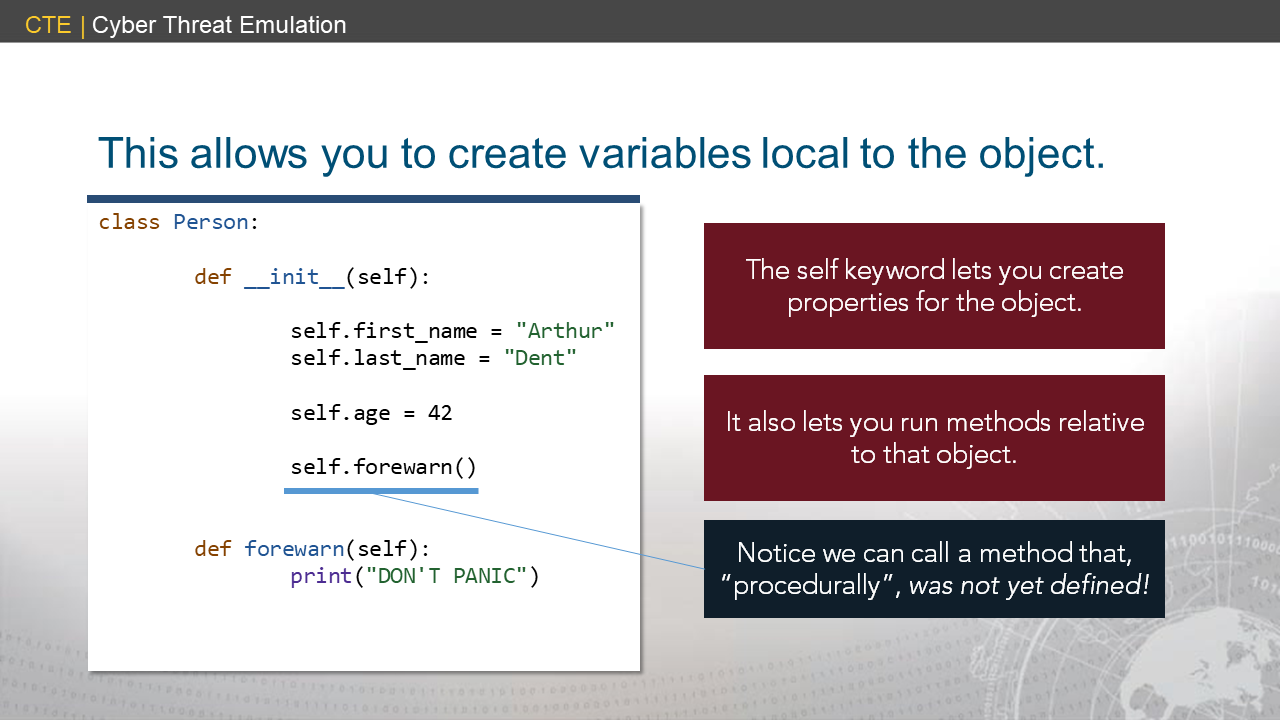 CTE | Cyber Threat Emulation
This allows you to create variables local to the object.
class Person:
def __init__(self):
self.first_name = "Arthur"
self.last_name = "Dent"
self.age = 42
self.forewarn()
def forewarn(self):
print("DON'T PANIC")
The self keyword lets you create
properties for the object.
It also lets you run methods relative
to that object.
Notice we can call a method that,
“procedurally”, was not yet defined!